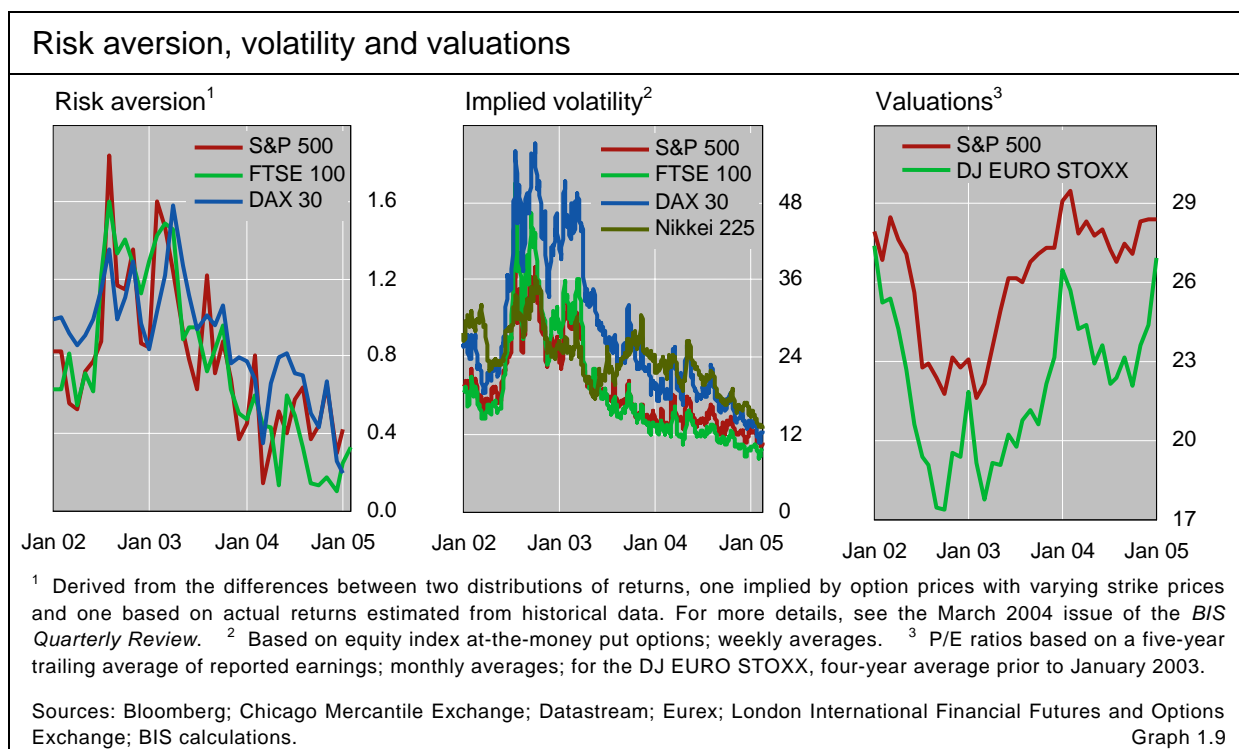 Risk aversion, volatility and valuations
Risk aversion1
S&P 500
FTSE 100
DAX 30
1.6
1.2
0.8
0.4
0.0
Jan 02 Jan 03 Jan 04 Jan 05
Implied volatility2
S&P 500
FTSE 100
DAX 30
Nikkei 225
48
36
24
12
0
Jan 02 Jan 03 Jan 04 Jan 05
Valuations3
S&P 500
DJ EURO STOXX
29
26
23
20
17
Jan 02 Jan 03 Jan 04 Jan 05
1 Derived from the differences between two distributions of returns, one implied by option prices with varying strike prices
and one based on actual returns estimated from historical data. For more details, see the March 2004 issue of the BIS
Quarterly Review. 2 Based on equity index at-the-money put options; weekly averages. 3 P/E ratios based on a five-year
trailing average of reported earnings; monthly averages; for the DJ EURO STOXX, four-year average prior to January 2003.
Sources: Bloomberg; Chicago Mercantile Exchange; Datastream; Eurex; London International Financial Futures and Options
Exchange; BIS calculations. Graph 1.9